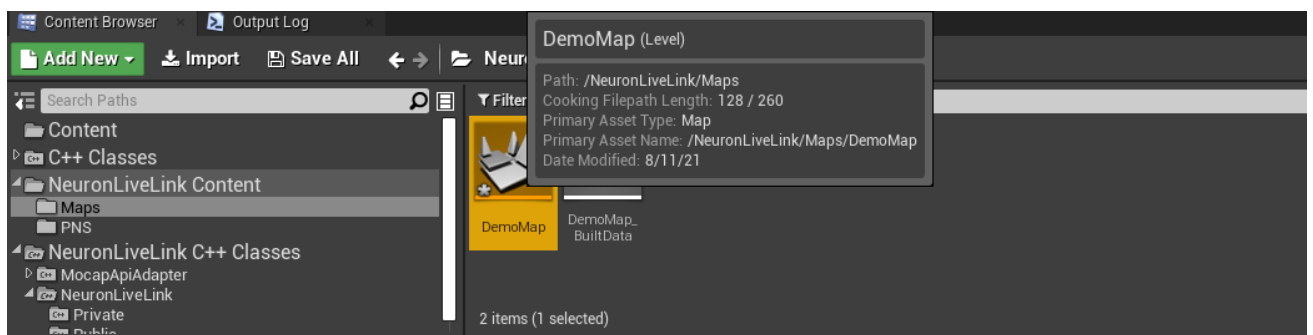 Content Browser
Output Log
Add New
Import
Save All
Neur
DemoMap (Level)
Path: /NeuronLiveLink/Maps
Cooking Filepath Length: 128 / 260
Primary Asset Type: Map
Primary Asset Name: /NeuronLiveLink/Maps/DemoMap
Date Modified: 8/11/21
Search Paths
Content
C++ Classes
NeuronLiveLink Content
Maps
PNS
NeuronLiveLink C++ Classes
MocapApiAdapter
NeuronLiveLink
Private
Public
Filter
DemoMap
DemoMap_
BuiltData
2 items (1 selected)